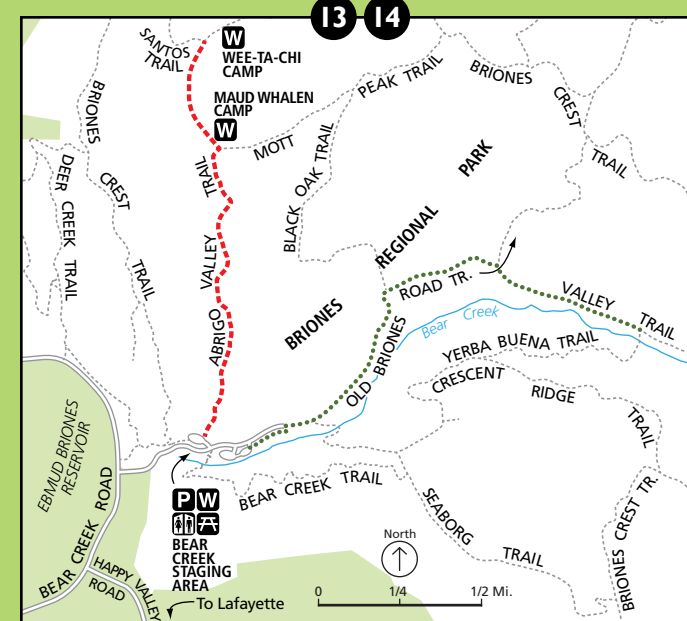 13 14
SANTOS
TRAIL
W
WEE-TA-CHI
CAMP
MAUD WHALEN
CAMP
W
MOTT
PEAK TRAIL
BRIONES
CREST
TRAIL
BRIONES
CREST
TRAIL
DEER CREEK TRAIL
BLACK OAK TRAIL
ABRIGO VALLEY TRAIL
BRIONES REGIONAL PARK
OLD BRIONES
ROAD TR.
VALLEY
TRAIL
Bear Creek
YERBA BUENA TRAIL
CRESCENT
RIDGE
TRAIL
EBMUD BRIONES
RESERVOIR
BEAR CREEK ROAD
HAPPY VALLEY
ROAD
P W
BEAR
CREEK
STAGING
AREA
To Lafayette
BEAR CREEK TRAIL
SEABORG
TRAIL
BRIONES CREST TR.
North
0 1/4 1/2 Mi.